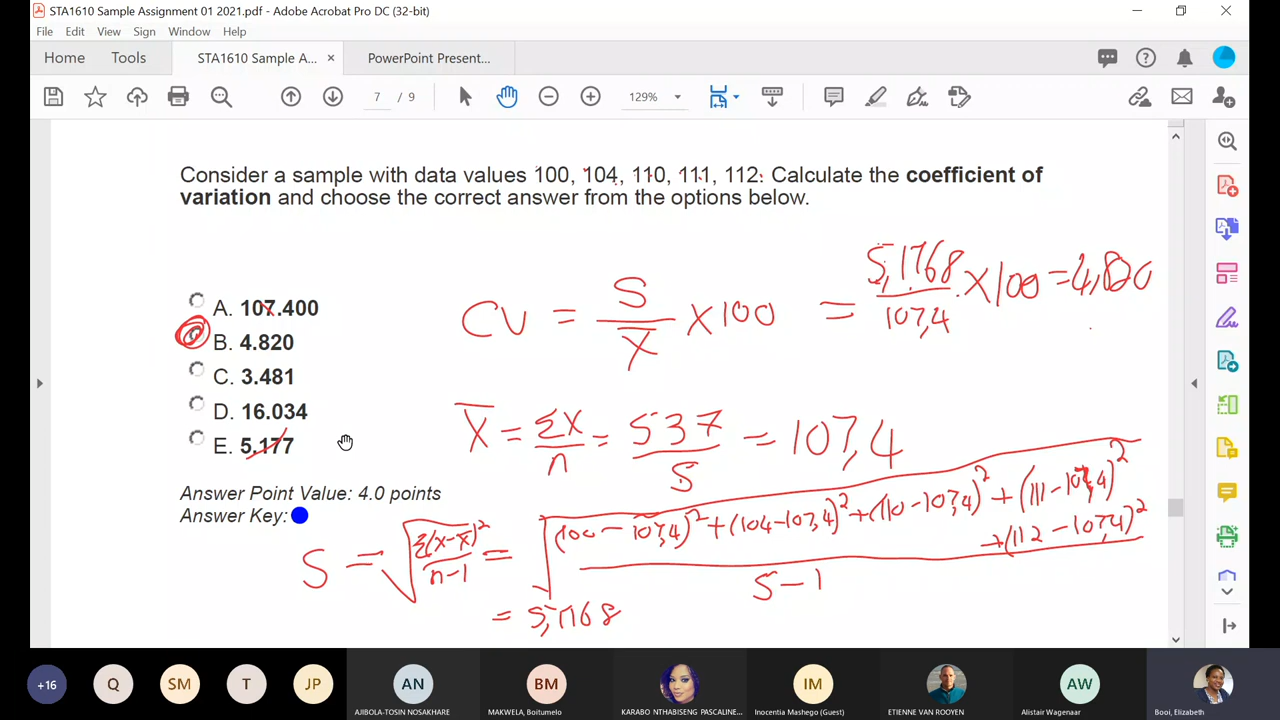 STA1610 Sample Assignment 01 2021.pdf - Adobe Acrobat Pro DC (32-bit)
File Edit View Sign Window Help
Home Tools STA1610 Sample A... × PowerPoint Present...
7 / 9 129%
Consider a sample with data values 100, 104, 110, 111, 112. Calculate the coefficient of
variation and choose the correct answer from the options below.
A. 107.400
B. 4.820
C. 3.481
D. 16.034
E. 5.177
CV = S/X̅ × 100 = 5,1768/107,4 × 100 = 4,820
X̅ = ΣX/n = 537/5 = 107,4
Answer Point Value: 4.0 points
Answer Key:
S = √(Σ(x-x̅)²/n-1) = √((100-107,4)²+(104-107,4)²+(110-107,4)²+(111-107,4)²+(112-107,4)²/5-1)
= 5,1768
+16 Q SM T JP AN BM IM AW
AJIBOLA-TOSIN NOSAKHARE MAKWELA, Boitumelo KARABO NTHABISENG PASCALINE... Inocentia Mashego (Guest) ETIENNE VAN ROOYEN Alistair Wagenaar Booi, Elizabeth